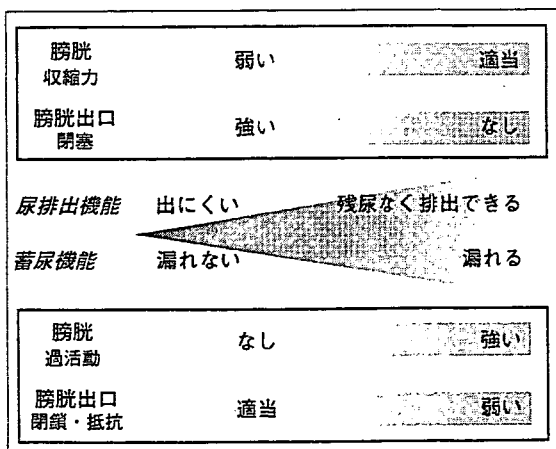 膀胱
収縮力 弱い 適当
膀胱出口
閉塞 強い なし
尿排出機能 出にくい 残尿なく排出できる
蓄尿機能 漏れない 漏れる
膀胱
過活動 なし 強い
膀胱出口
閉鎖・抵抗 適当 弱い